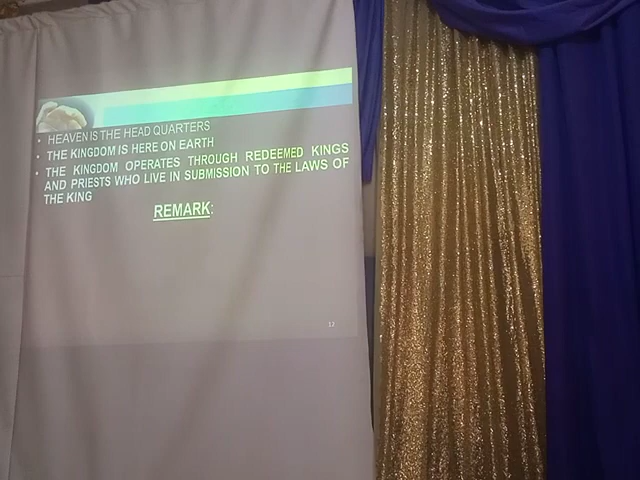 • HEAVEN IS THE HEAD QUARTERS
• THE KINGDOM IS HERE ON EARTH
• THE KINGDOM OPERATES THROUGH REDEEMED KINGS
AND PRIESTS WHO LIVE IN SUBMISSION TO THE LAWS OF
THE KING
REMARK:
13